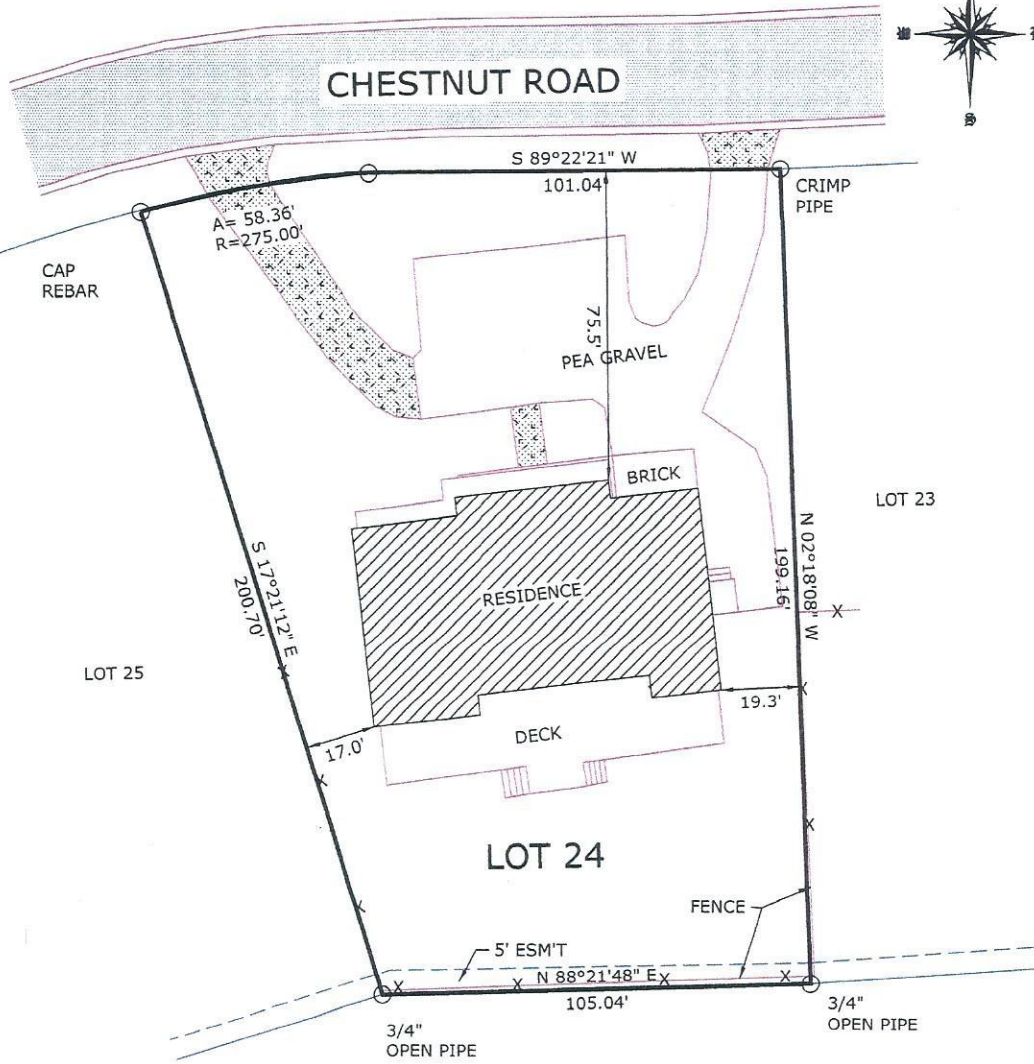 CHESTNUT ROAD
S
S 89°22'21" W
101.04'
CRIMP
PIPE
A= 58.36'
R=275.00'
CAP
REBAR
75.5'
PEA GRAVEL
BRICK
LOT 23
RESIDENCE
N 02°18'08" W
199.16'
S 17°21'12" E
200.70'
X
LOT 25
X
X
19.3'
DECK
17.0'
X
X
LOT 24
X
FENCE
5' ESM'T
N 88°21'48" E
X
X
X
X
105.04'
3/4"
OPEN PIPE
3/4"
OPEN PIPE